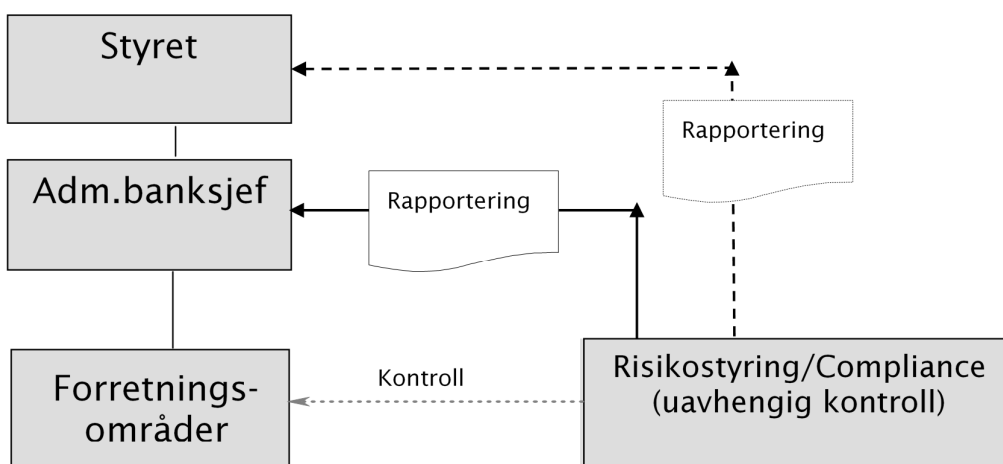 Styret
Rapportering
Adm.banksjef
Rapportering
Forretnings-
områder
Kontroll
Risikostyring/Compliance
(uavhengig kontroll)